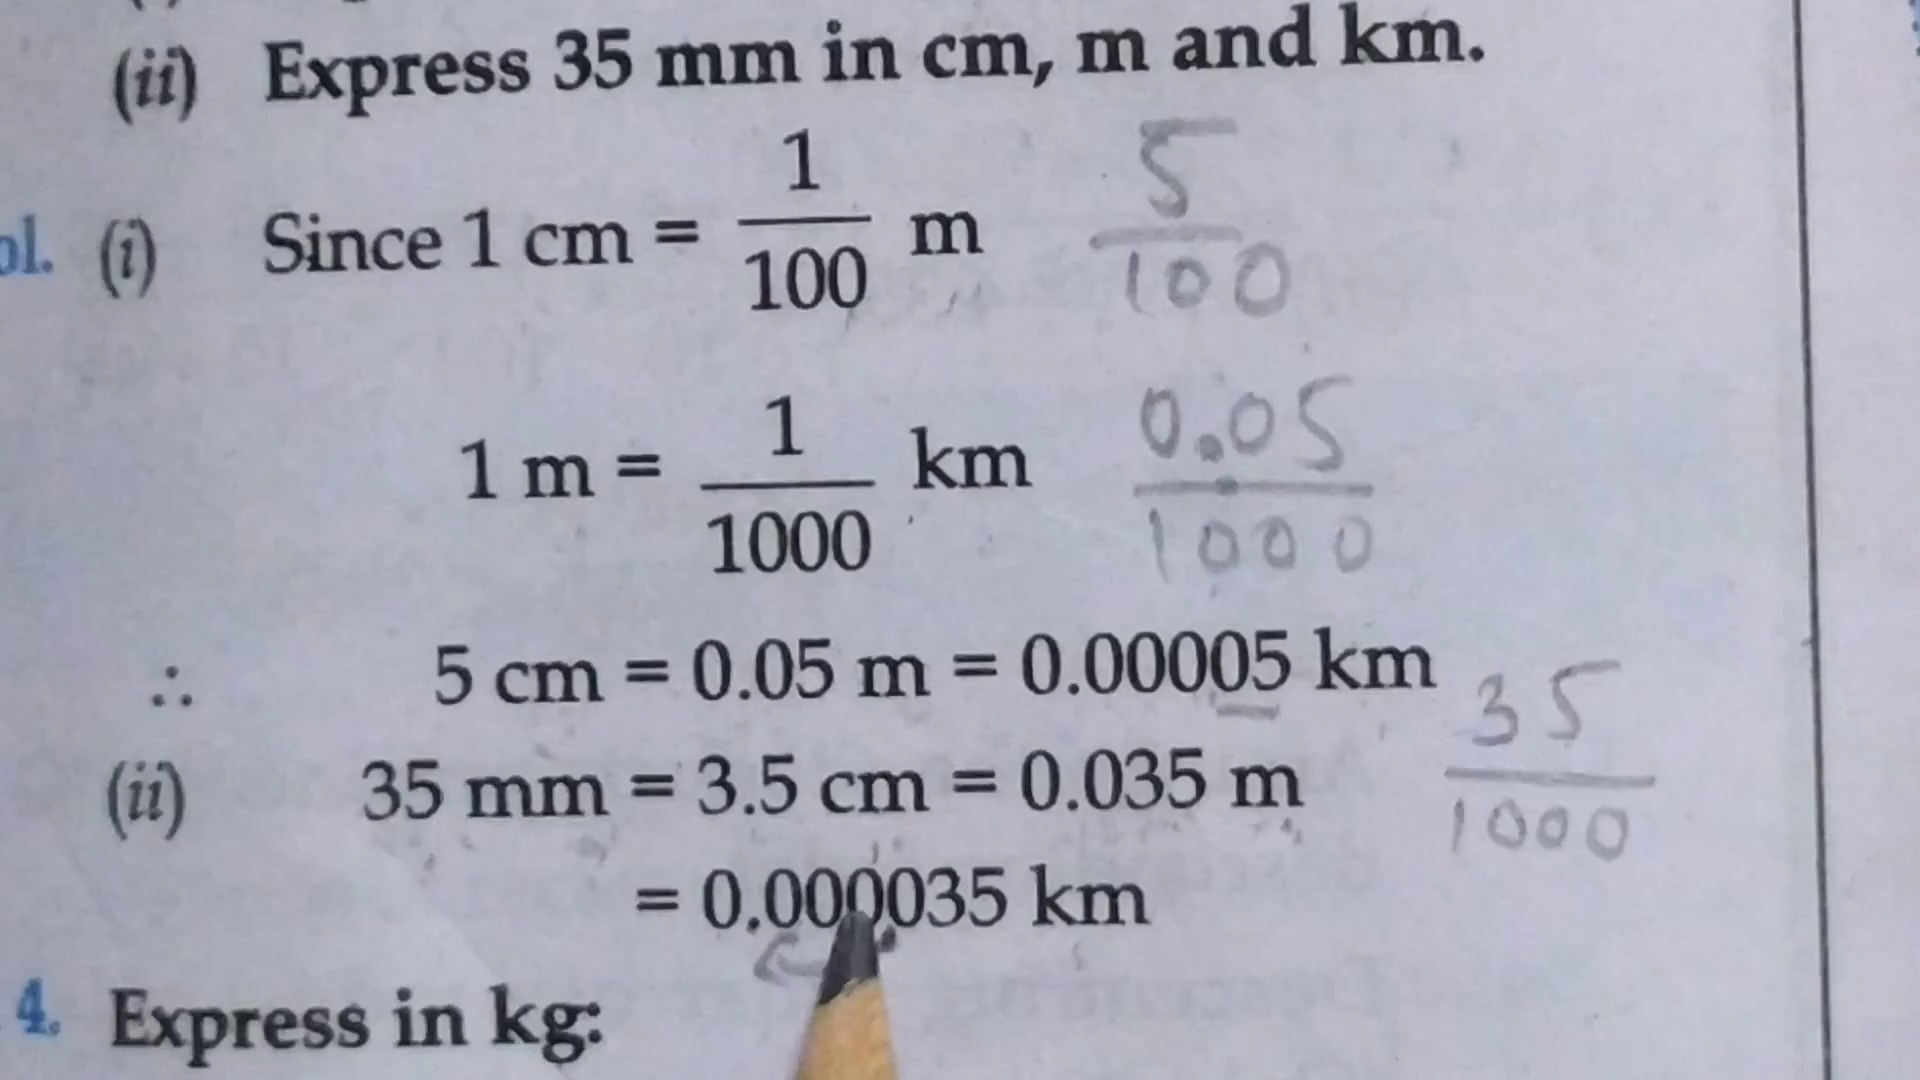 (ii) Express 35 mm in cm, m and km.
ol. (i) Since 1 cm = 1/100 m
5/100
1 m = 1/1000 km
0.05/1000
∴ 5 cm = 0.05 m = 0.00005 km
(ii) 35 mm = 3.5 cm = 0.035 m
35/1000
= 0.000035 km
4. Express in kg: